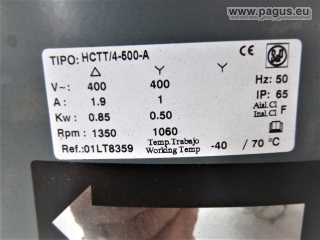 © www.pagus.eu
TIPO: HCTT/4-500-A CE S&P
△ Y Y
V~: 400 400 Hz: 50
A : 1.9 1 IP: 65
Kw : 0.85 0.50 Aisl.Cl Insl.Cl F
Rpm : 1350 1060
Ref.:01LT8359 Temp.Trabajo Working Temp -40 / 70 °C